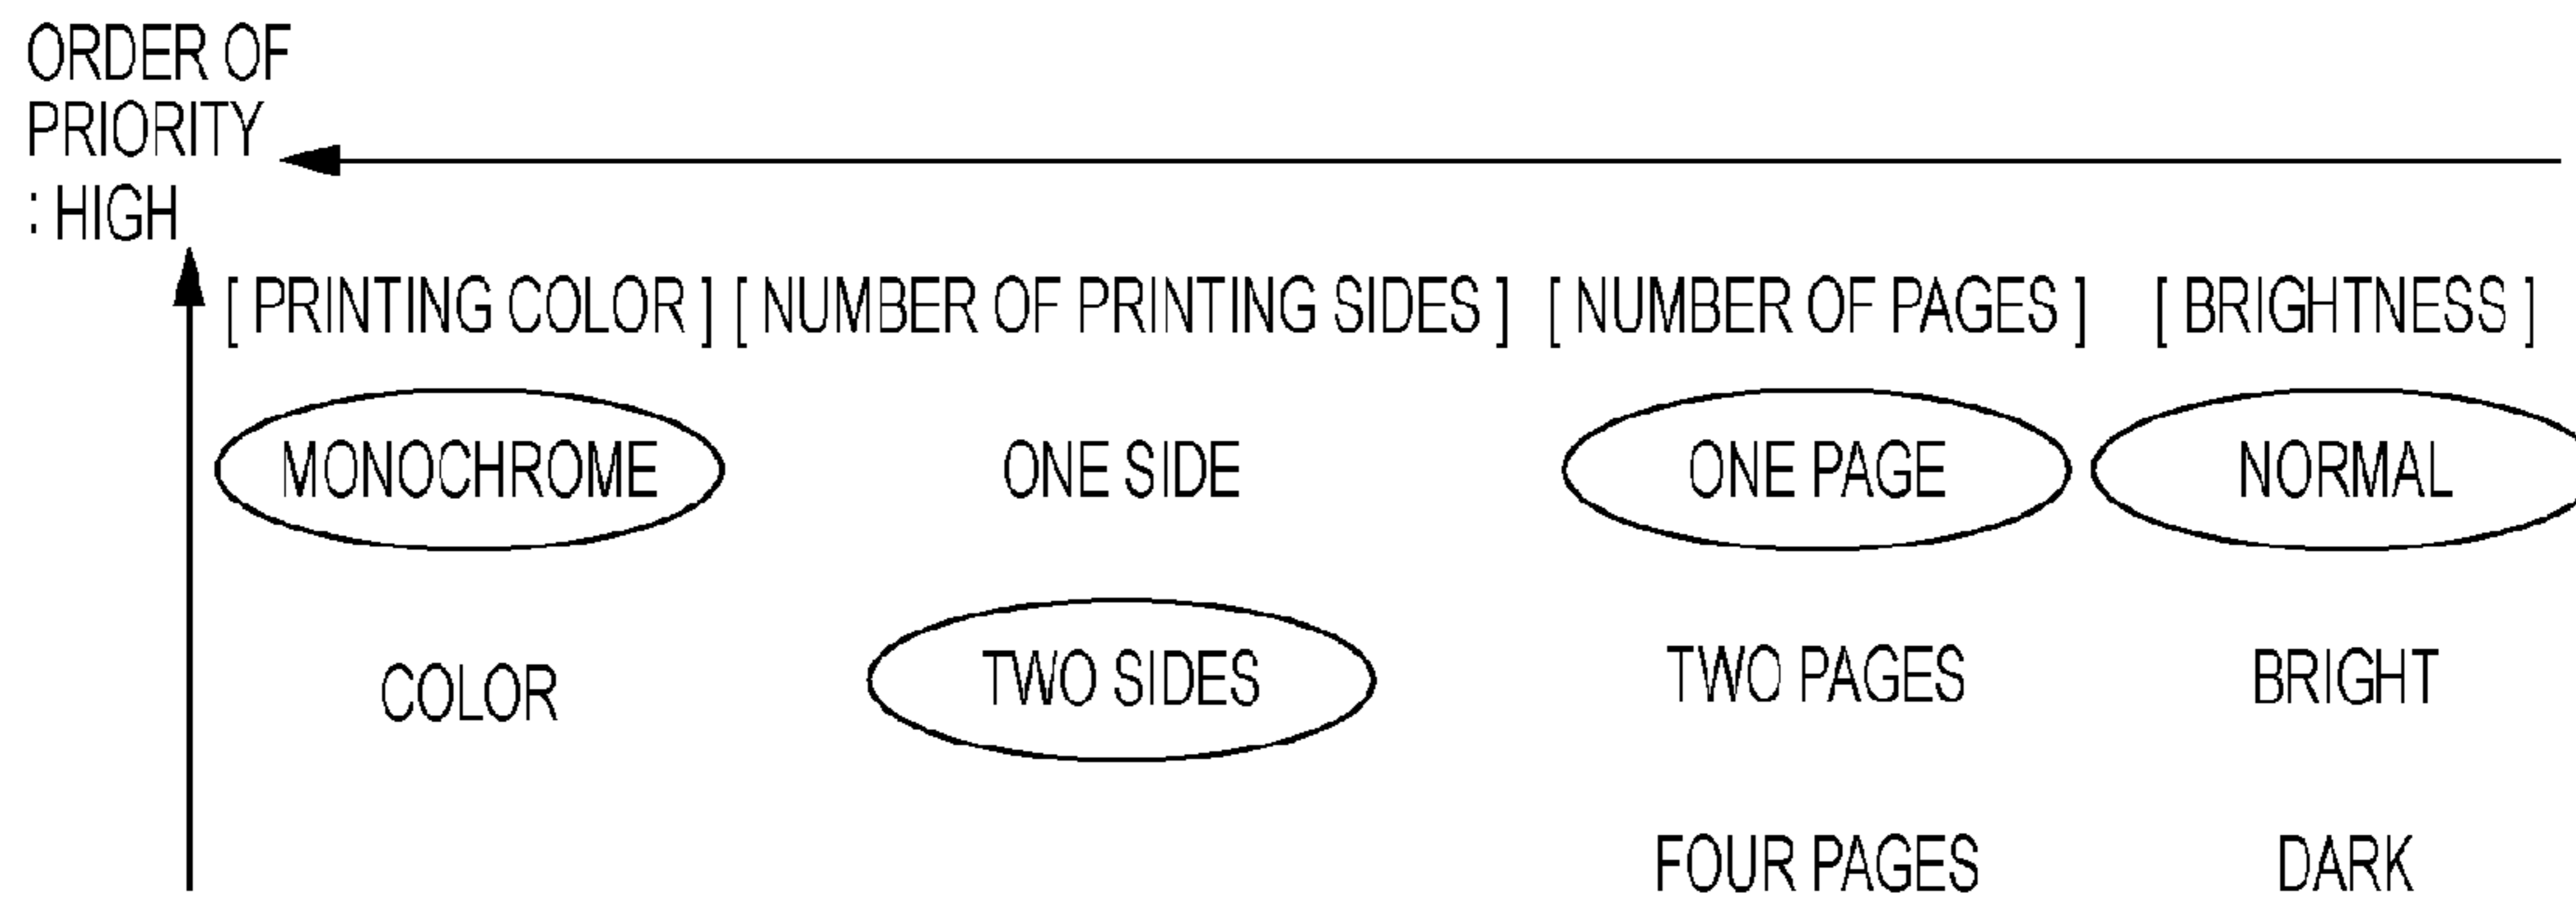 ORDER OF
PRIORITY
: HIGH
[ PRINTING COLOR ] [ NUMBER OF PRINTING SIDES ] [ NUMBER OF PAGES ] [ BRIGHTNESS ]
MONOCHROME ONE SIDE ONE PAGE NORMAL
COLOR TWO SIDES TWO PAGES BRIGHT
FOUR PAGES DARK